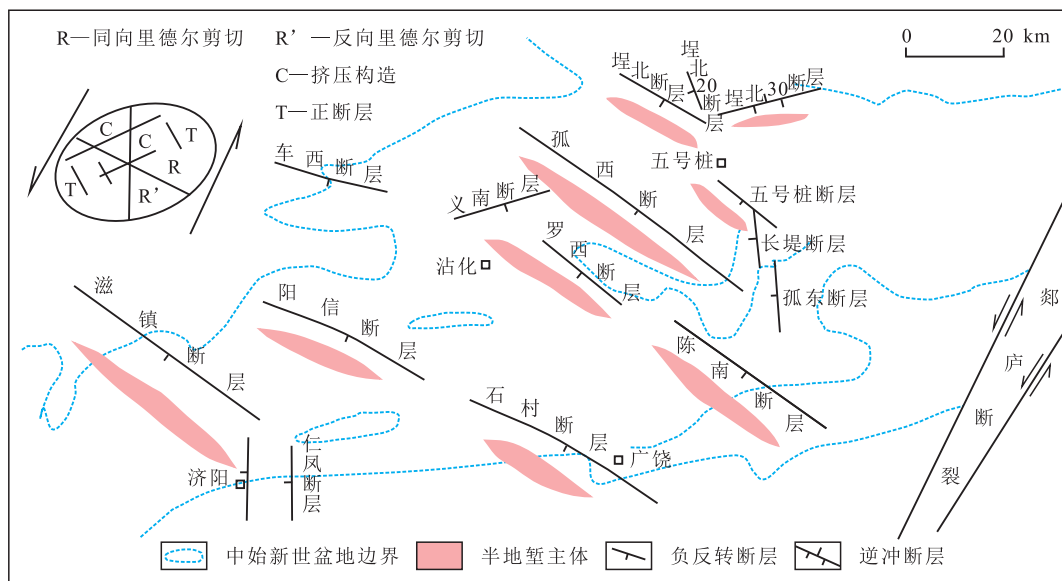 R—同向里德尔剪切
R’—反向里德尔剪切
C—挤压构造
T—正断层
0
20 km
C
C
T
R
T
R’
埕北断层
埕北20断层
埕北30断层
车西断层
孤西断层
五号桩
义南断层
五号桩断层
罗西断层
长堤断层
沾化
孤东断层
滋镇断层
阳信断层
陈南断层
郯庐断裂
石村断层
仁凤断层
济阳
广饶
中始新世盆地边界
半地堑主体
负反转断层
逆冲断层